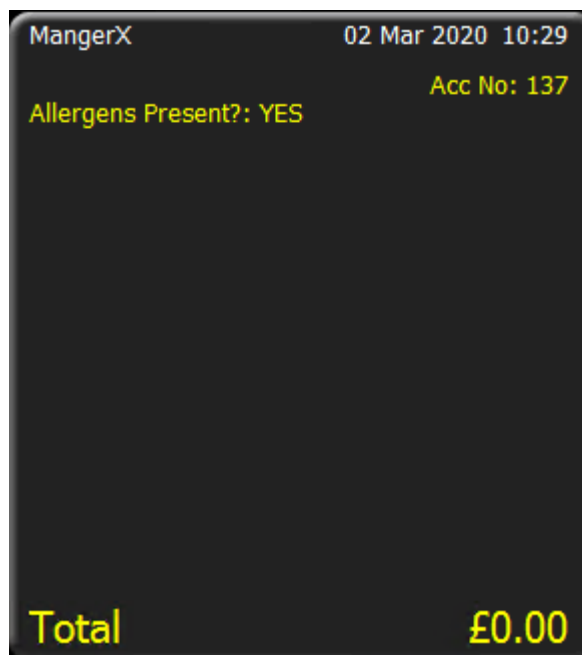 MangerX 02 Mar 2020 10:29
Acc No: 137
Allergens Present?: YES
Total £0.00